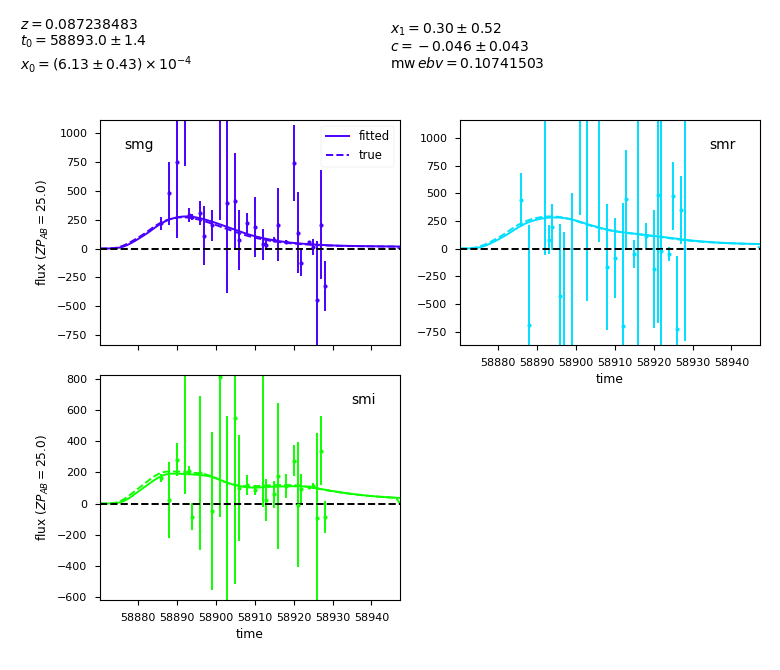 z = 0.087238483
t₀ = 58893.0 ± 1.4
x₀ = (6.13 ± 0.43) × 10⁻⁴
x₁ = 0.30 ± 0.52
c = −0.046 ± 0.043
mw ebv = 0.10741503
smg
fitted
true
1000
750
500
250
0
−250
−500
−750
flux (ZP_AB = 25.0)
smr
1000
750
500
250
0
−250
−500
−750
58880 58890 58900 58910 58920 58930 58940
time
smi
800
600
400
200
0
−200
−400
−600
flux (ZP_AB = 25.0)
58880 58890 58900 58910 58920 58930 58940
time